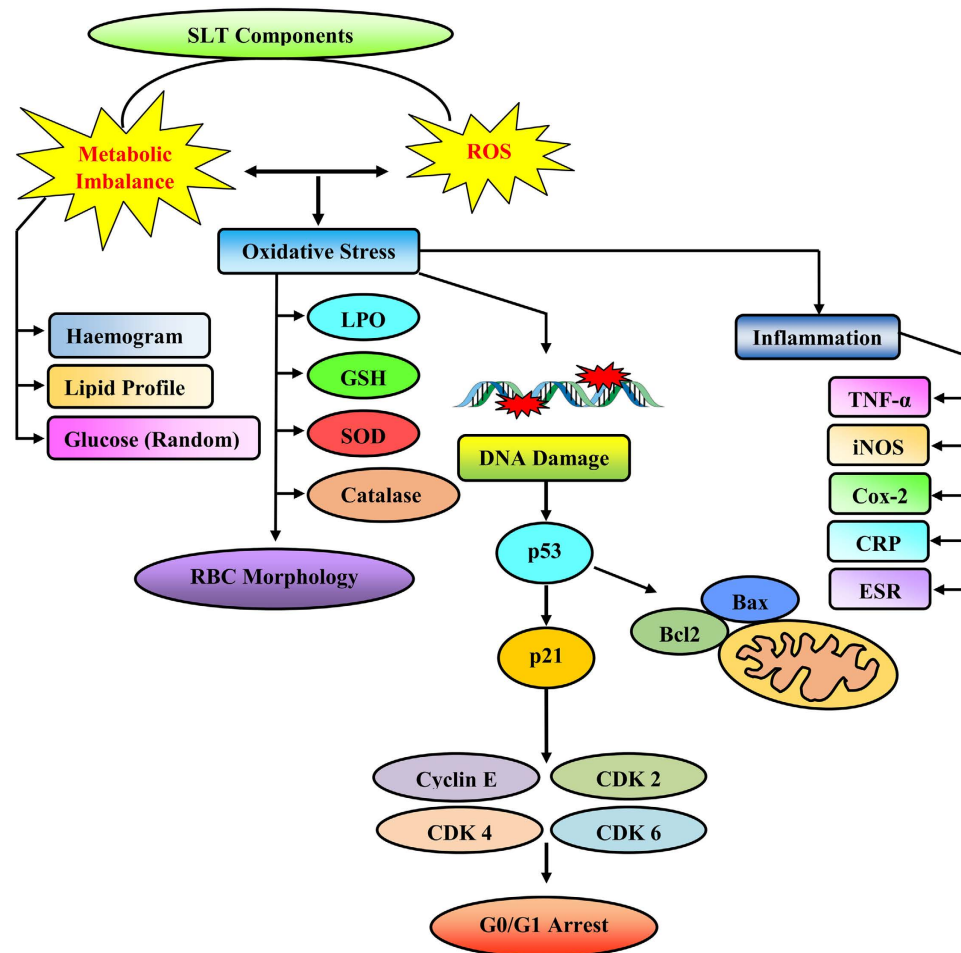 SLT Components
Metabolic
Imbalance
ROS
Oxidative Stress
Haemogram
Lipid Profile
Glucose (Random)
LPO
GSH
SOD
Catalase
RBC Morphology
DNA Damage
Inflammation
TNF-α
iNOS
Cox-2
CRP
ESR
p53
Bax
Bcl2
p21
Cyclin E
CDK 2
CDK 4
CDK 6
G0/G1 Arrest